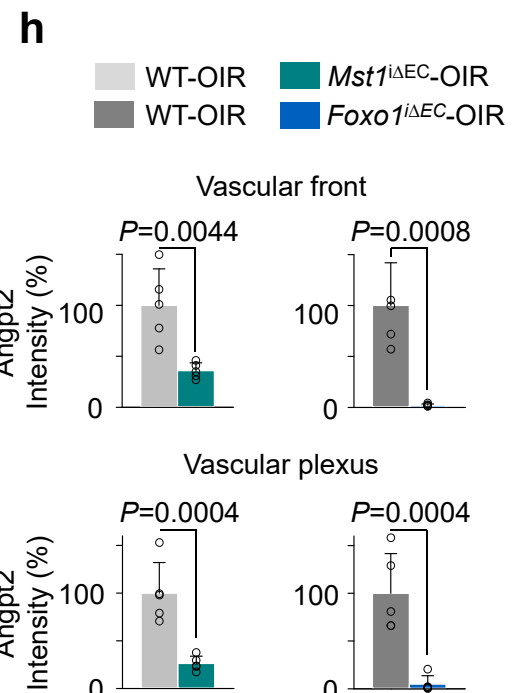 h
WT-OIR Mst1iΔEC-OIR
WT-OIR Foxo1iΔEC-OIR
Vascular front
P=0.0044 P=0.0008
Angpt2
Intensity (%)
100 100
0 0
Vascular plexus
P=0.0004 P=0.0004
Angpt2
Intensity (%)
100 100
0 0